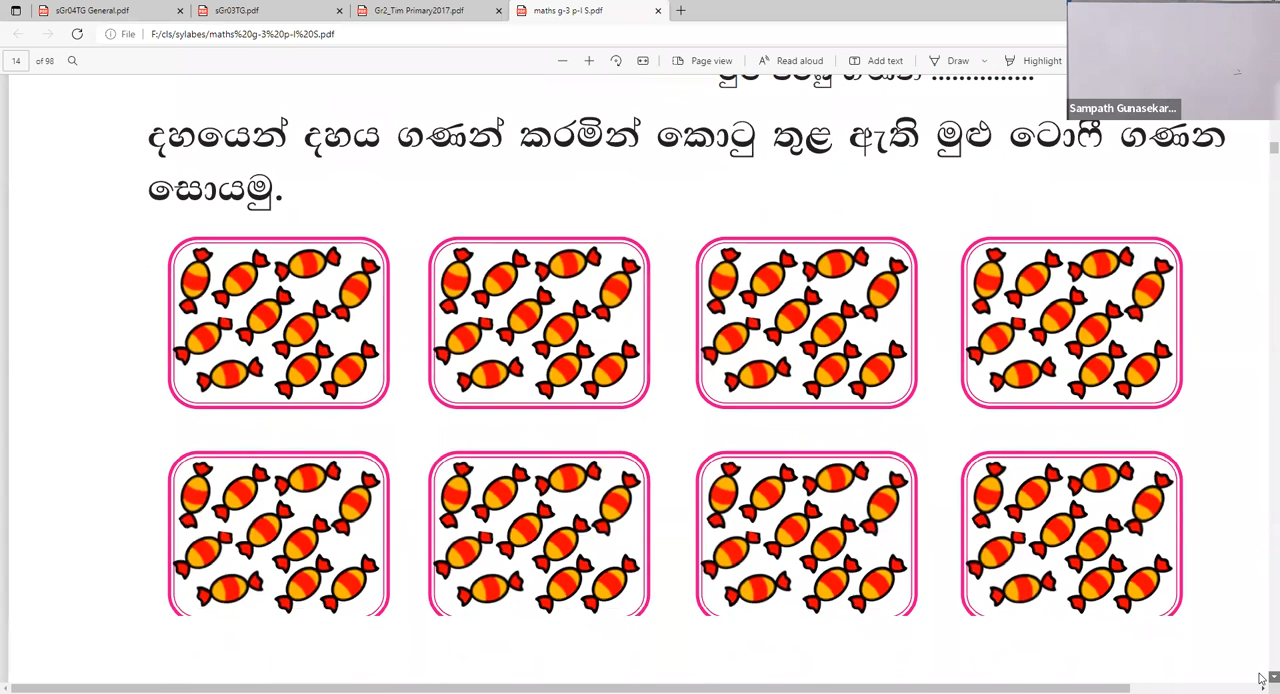 sGr04TG General.pdf
sGr03TG.pdf
Gr2_Tim Primary2017.pdf
maths g-3 p-I S.pdf
File
F:/cls/sylabes/maths%20g-3%20p-I%20S.pdf
14 of 98
Page view
Read aloud
Add text
Draw
Highlight
Sampath Gunasekar...
දහයෙන් දහය ගණන් කරමින් කොටු තුළ ඇති මුළු ටොෆී ගණන
සොයමු.